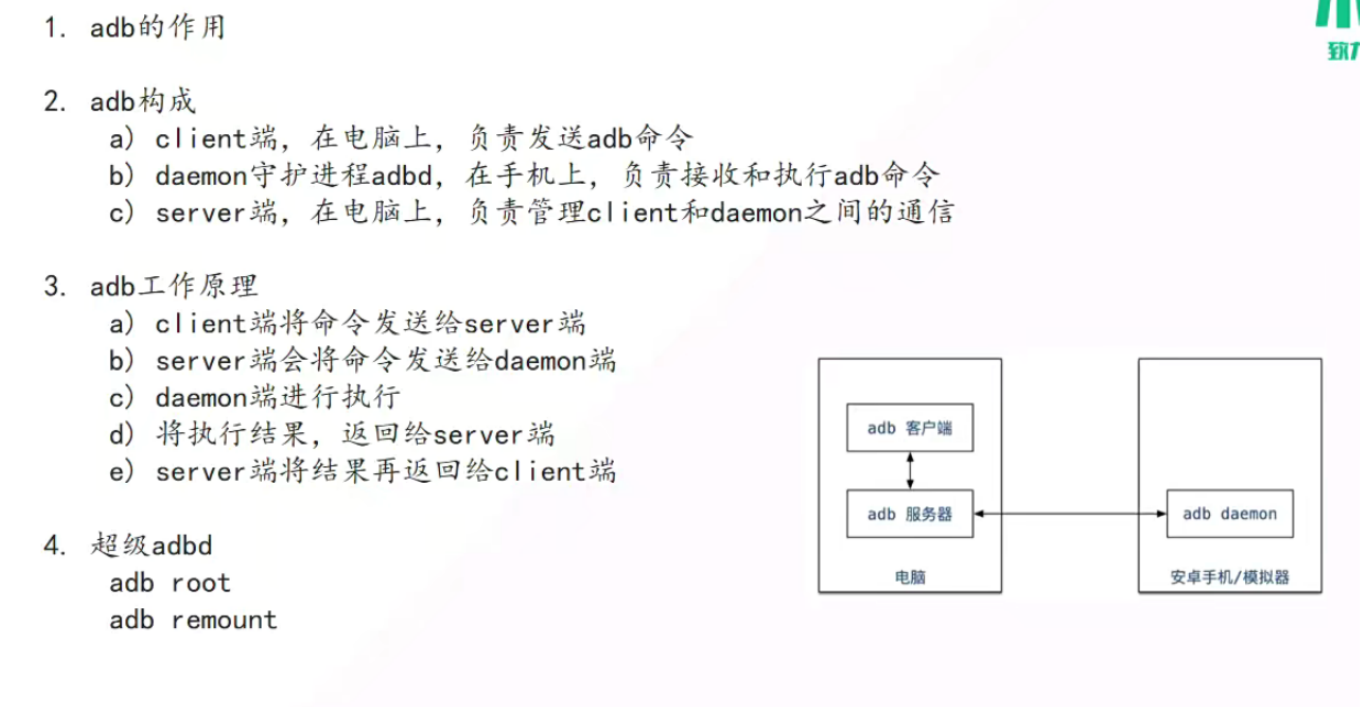 1. adb的作用
2. adb构成
a) client端，在电脑上，负责发送adb命令
b) daemon守护进程adbd，在手机上，负责接收和执行adb命令
c) server端，在电脑上，负责管理client和daemon之间的通信
3. adb工作原理
a) client端将命令发送给server端
b) server端会将命令发送给daemon端
c) daemon端进行执行
d) 将执行结果，返回给server端
e) server端将结果再返回给client端
4. 超级adbd
adb root
adb remount
adb 客户端
adb 服务器
电脑
adb daemon
安卓手机/模拟器